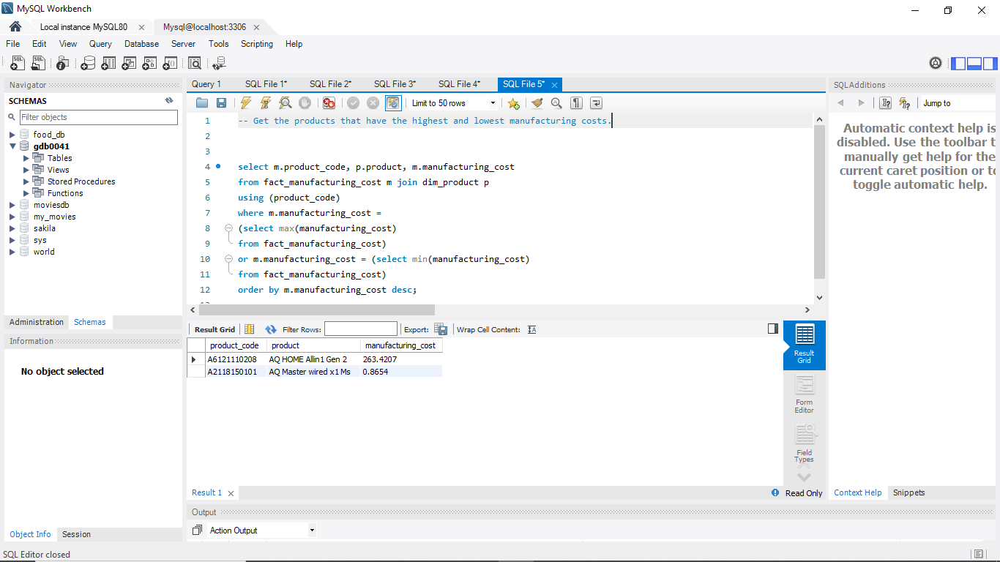 MySQL Workbench
Local instance MySQL80
Mysql@localhost:3306
File Edit View Query Database Server Tools Scripting Help
Navigator
SCHEMAS
Filter objects
food_db
gdb0041
Tables
Views
Stored Procedures
Functions
moviesdb
my_movies
sakila
sys
world
Administration Schemas
Information
No object selected
Object Info Session
Query 1 SQL File 1* SQL File 2* SQL File 3* SQL File 4* SQL File 5*
Limit to 50 rows
1 -- Get the products that have the highest and lowest manufacturing costs.
2
3
4 select m.product_code, p.product, m.manufacturing_cost
5 from fact_manufacturing_cost m join dim_product p
6 using (product_code)
7 where m.manufacturing_cost =
8 (select max(manufacturing_cost)
9 from fact_manufacturing_cost)
10 or m.manufacturing_cost = (select min(manufacturing_cost)
11 from fact_manufacturing_cost)
12 order by m.manufacturing_cost desc;
Result Grid Filter Rows: Export: Wrap Cell Content:
product_code product manufacturing_cost
A6121110208 AQ HOME Allin1 Gen 2 263.4207
A2118150101 AQ Master wired x1 Ms 0.8654
Result
Grid
Form
Editor
Field
Types
Result 1
Read Only
Output
Action Output
SQLAdditions
Jump to
Automatic context help is
disabled. Use the toolbar t
manually get help for the
current caret position or to
toggle automatic help.
Context Help Snippets
SQL Editor closed